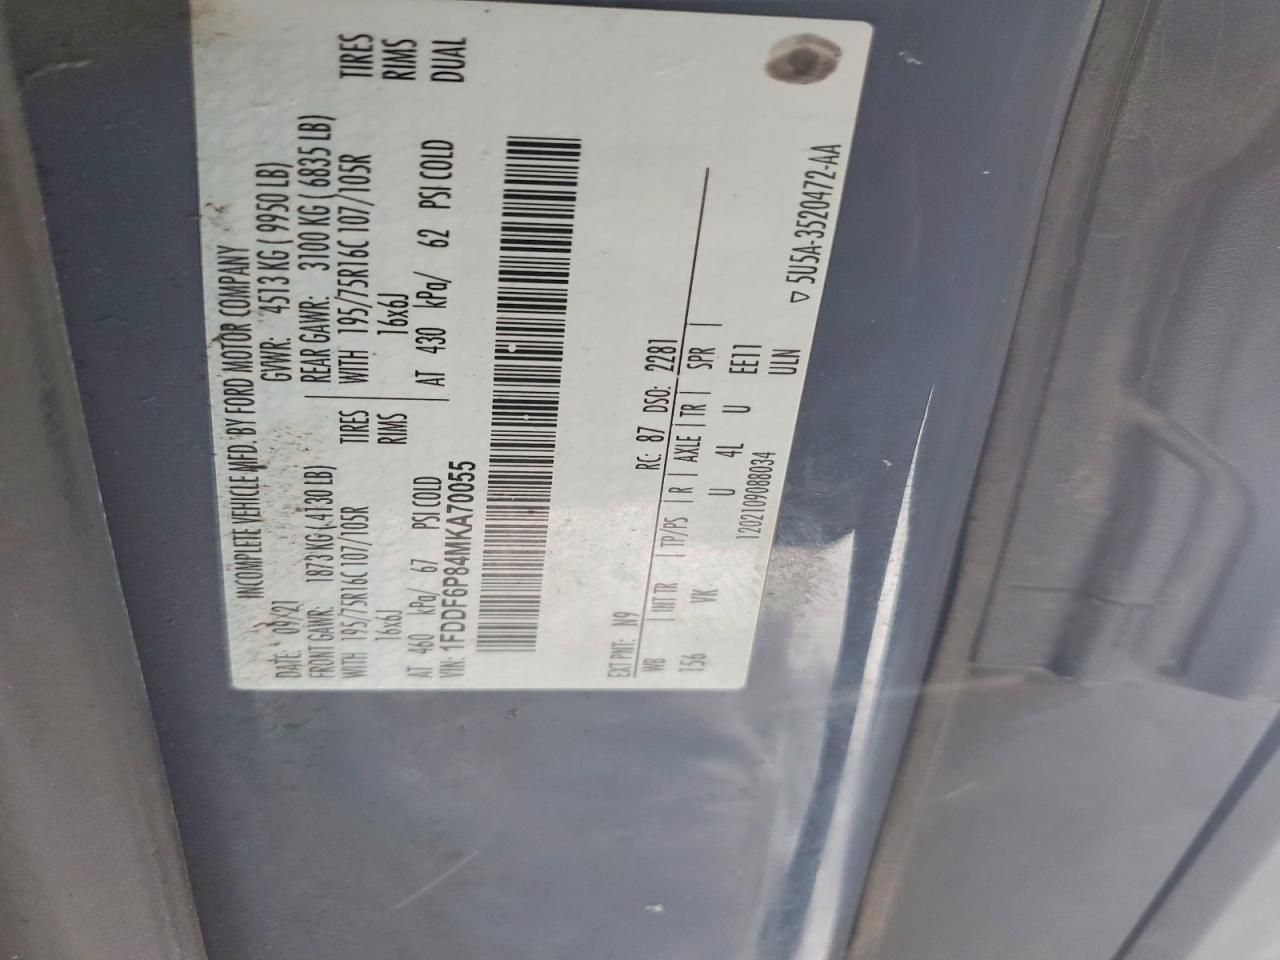 INCOMPLETE VEHICLE MFD. BY FORD MOTOR COMPANY
DATE: 09/21 GVWR: 4513 KG ( 9950 LB)
FRONT GAWR: 1873 KG( 4130 LB) REAR GAWR: 3100 KG ( 6835 LB)
WITH 195/75R16C 107/105R TIRES WITH 195/75R16C 107/105R TIRES
16x6J RIMS 16x6J RIMS
AT 460 kPa/ 67 PSI COLD AT 430 kPa/ 62 PSI COLD DUAL
VIN: 1FDDF6P84MKA70055
EXT PNT: N9 RC: 87 DSO: 2281
WB | INT TR | TP/PS | R | AXLE | TR | SPR |
156 VK U 4L U EE11
120210908034 ULN
▽ 5U5A-3520472-AA